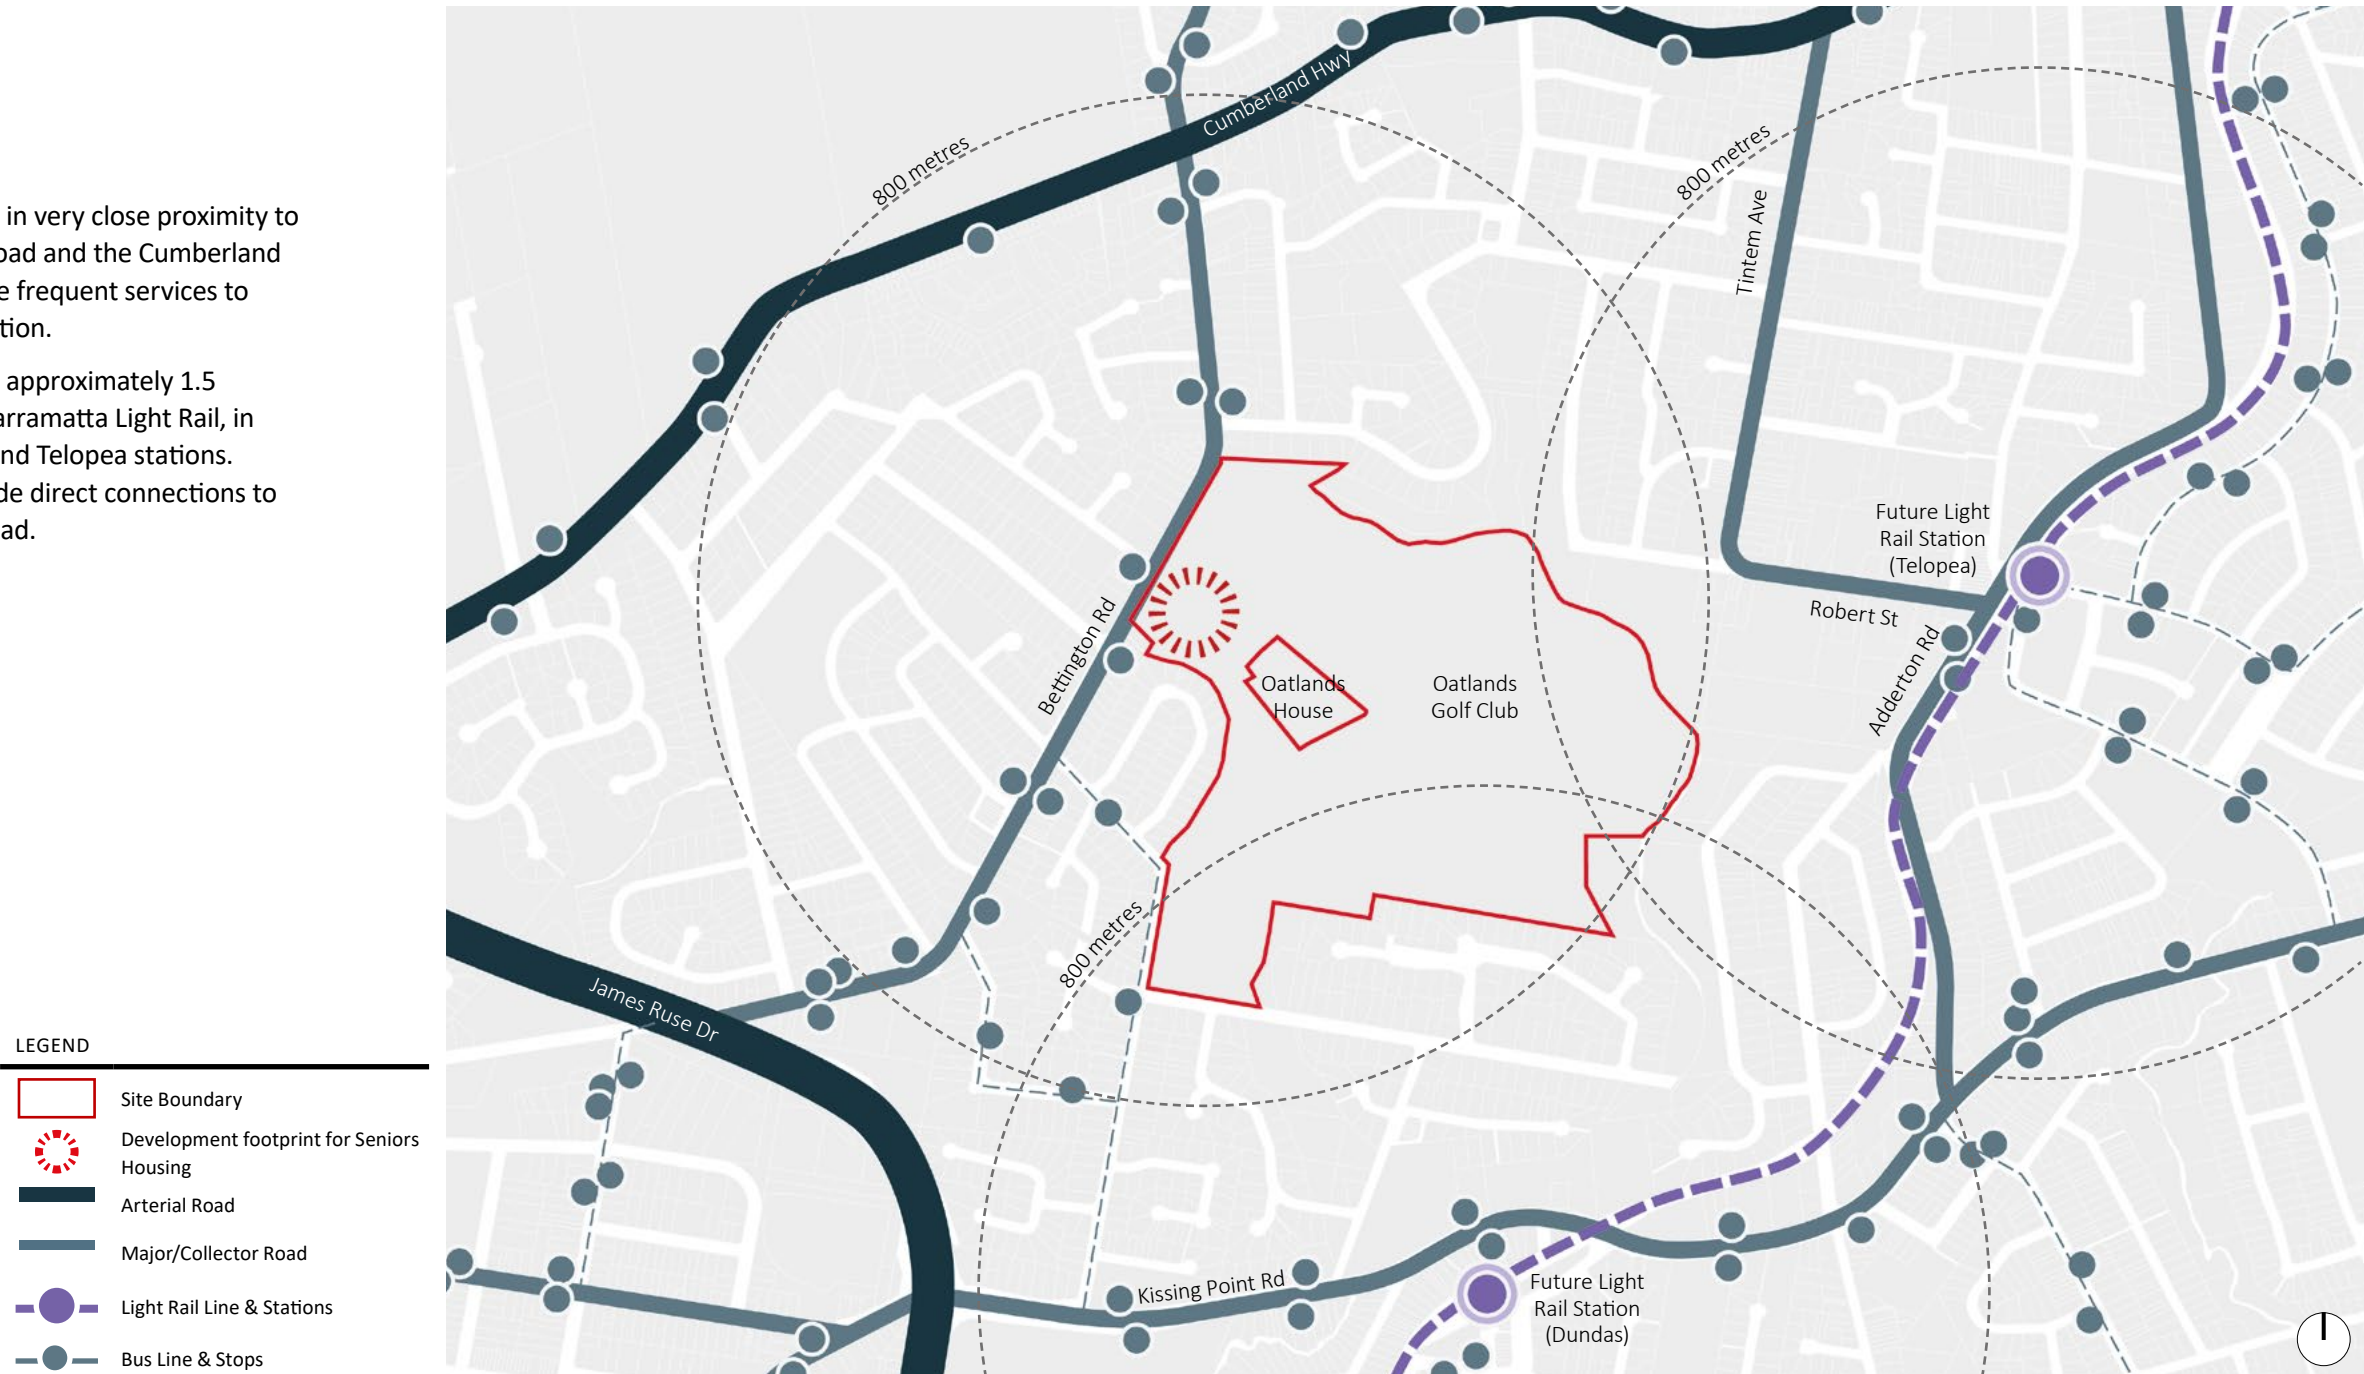 in very close proximity to
oad and the Cumberland
e frequent services to
tion.
approximately 1.5
arramatta Light Rail, in
nd Telopea stations.
de direct connections to
ad.
LEGEND
Site Boundary
Development footprint for Seniors
Housing
Arterial Road
Major/Collector Road
Light Rail Line & Stations
Bus Line & Stops
Cumberland Hwy
800 metres
800 metres
Tintem Ave
Future Light
Rail Station
(Telopea)
Robert St
Bettington Rd
Adderton Rd
Oatlands
House
Oatlands
Golf Club
800 metres
James Ruse Dr
Kissing Point Rd
Future Light
Rail Station
(Dundas)